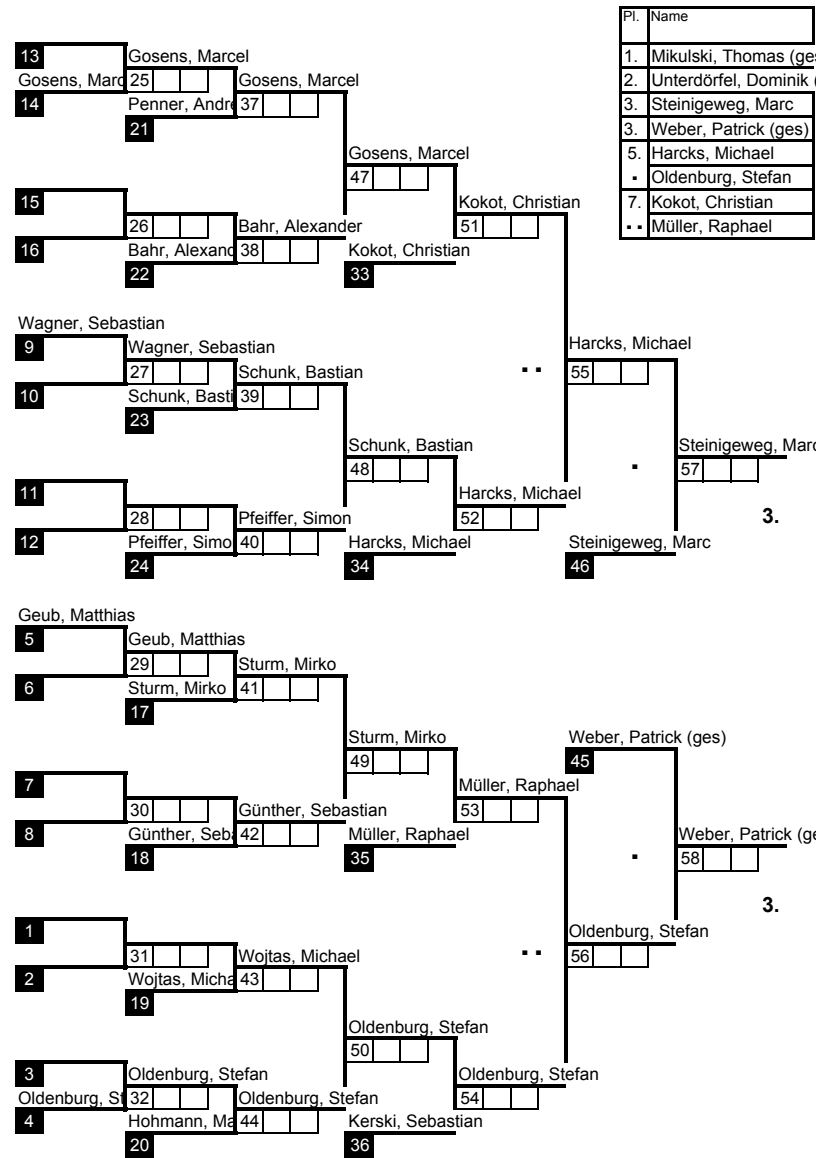 Pl. Name
1. Mikulski, Thomas (ges
2. Unterdörfel, Dominik (
3. Steinigeweg, Marc
3. Weber, Patrick (ges)
5. Harcks, Michael
. Oldenburg, Stefan
7. Kokot, Christian
.. Müller, Raphael
13
Gosens, Marcel
Gosens, Marc 25
Gosens, Marcel
14
Penner, Andre 37
21
Gosens, Marcel
47
15
Kokot, Christian
26
Bahr, Alexander
51
16
Bahr, Alexand 38
Kokot, Christian
22
33
Wagner, Sebastian
9
Wagner, Sebastian
Harcks, Michael
27
Schunk, Bastian
..
55
10
Schunk, Basti 39
23
Schunk, Bastian
Steinigeweg, Marc
48
.
57
11
Harcks, Michael
28
Pfeiffer, Simon
52
3.
12
Pfeiffer, Simo 40
Harcks, Michael
Steinigeweg, Marc
24
34
46
Geub, Matthias
5
Geub, Matthias
29
Sturm, Mirko
6
Sturm, Mirko 41
17
Sturm, Mirko
Weber, Patrick (ges)
49
45
7
Müller, Raphael
30
Günther, Sebastian
53
8
Günther, Seba 42
Müller, Raphael
Weber, Patrick (ge
18
35
.
58
3.
1
Oldenburg, Stefan
31
Wojtas, Michael
..
56
2
Wojtas, Micha 43
19
Oldenburg, Stefan
50
3
Oldenburg, Stefan
Oldenburg, Stefan
Oldenburg, St 32
Oldenburg, Stefan
54
4
Hohmann, Ma 44
Kerski, Sebastian
20
36